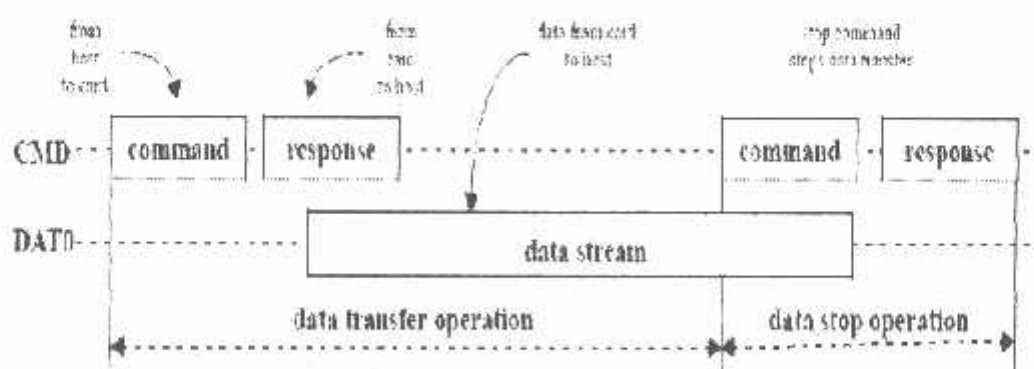 from
host
to card
from
card
to host
data from card
to host
stop command
stops data transfer
CMD
command
response
command
response
DAT0
data stream
data transfer operation
data stop operation